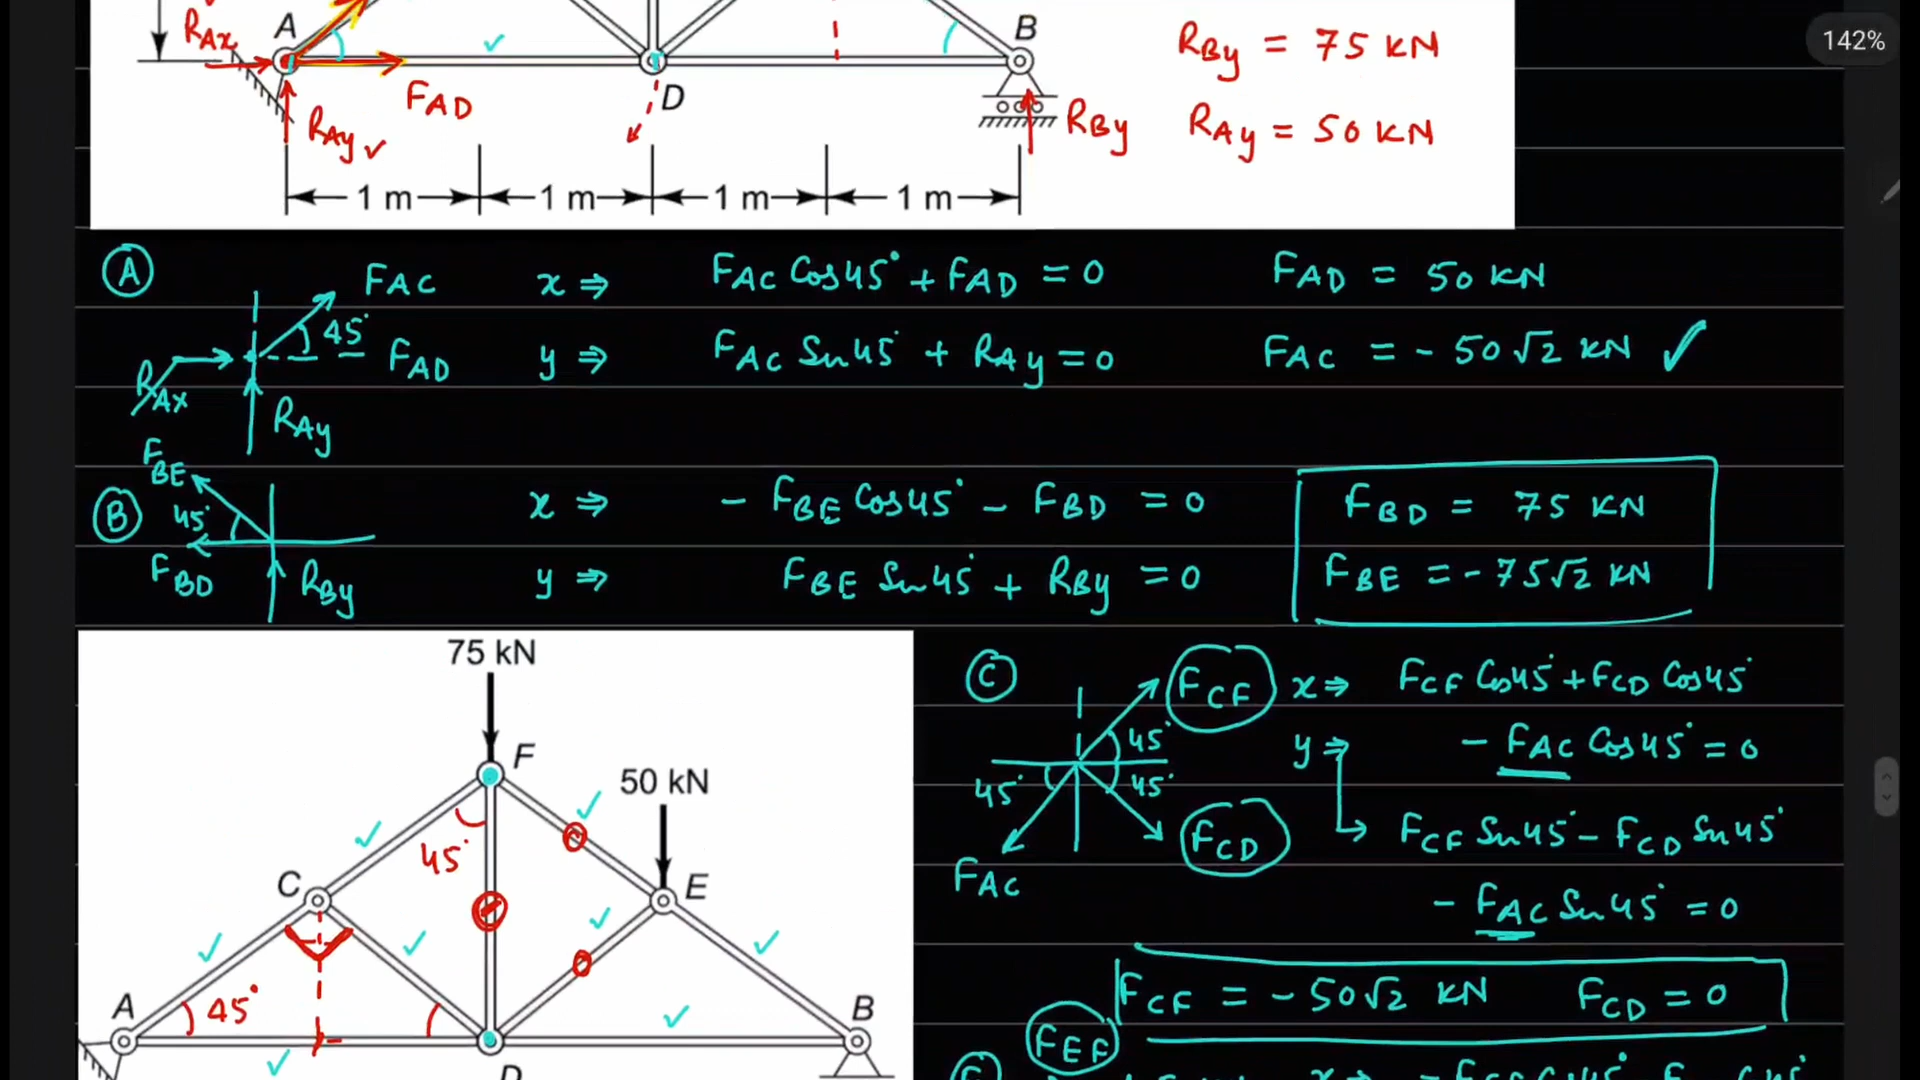 142%
A
B
RAx
RBy = 75 KN
FAD
D
RAy ✓
RBy
RAy = 50 KN
1 m
1 m
1 m
1 m
A
FAC
x ⇒ FAC Cos45° + FAD = 0
FAD = 50 KN
45°
FAD
y ⇒ FAC Sin45° + RAy = 0
FAC = - 50√2 KN ✓
RAX
RAy
FBE
B
45°
x ⇒ - FBE Cos45° - FBD = 0
FBD = 75 KN
FBD
RBy
y ⇒ FBE Sin45° + RBy = 0
FBE = - 75√2 KN
75 kN
F
50 kN
45°
C
E
A
45°
B
D
C
FCF
x ⇒ FCF Cos45° + FCD Cos45°
- FAC Cos45° = 0
45°
45°
45°
FAC
FCD
y ⇒
FCF Sin45° - FCD Sin45°
- FAC Sin45° = 0
FCF = - 50√2 KN FCD = 0
FEF
x ⇒